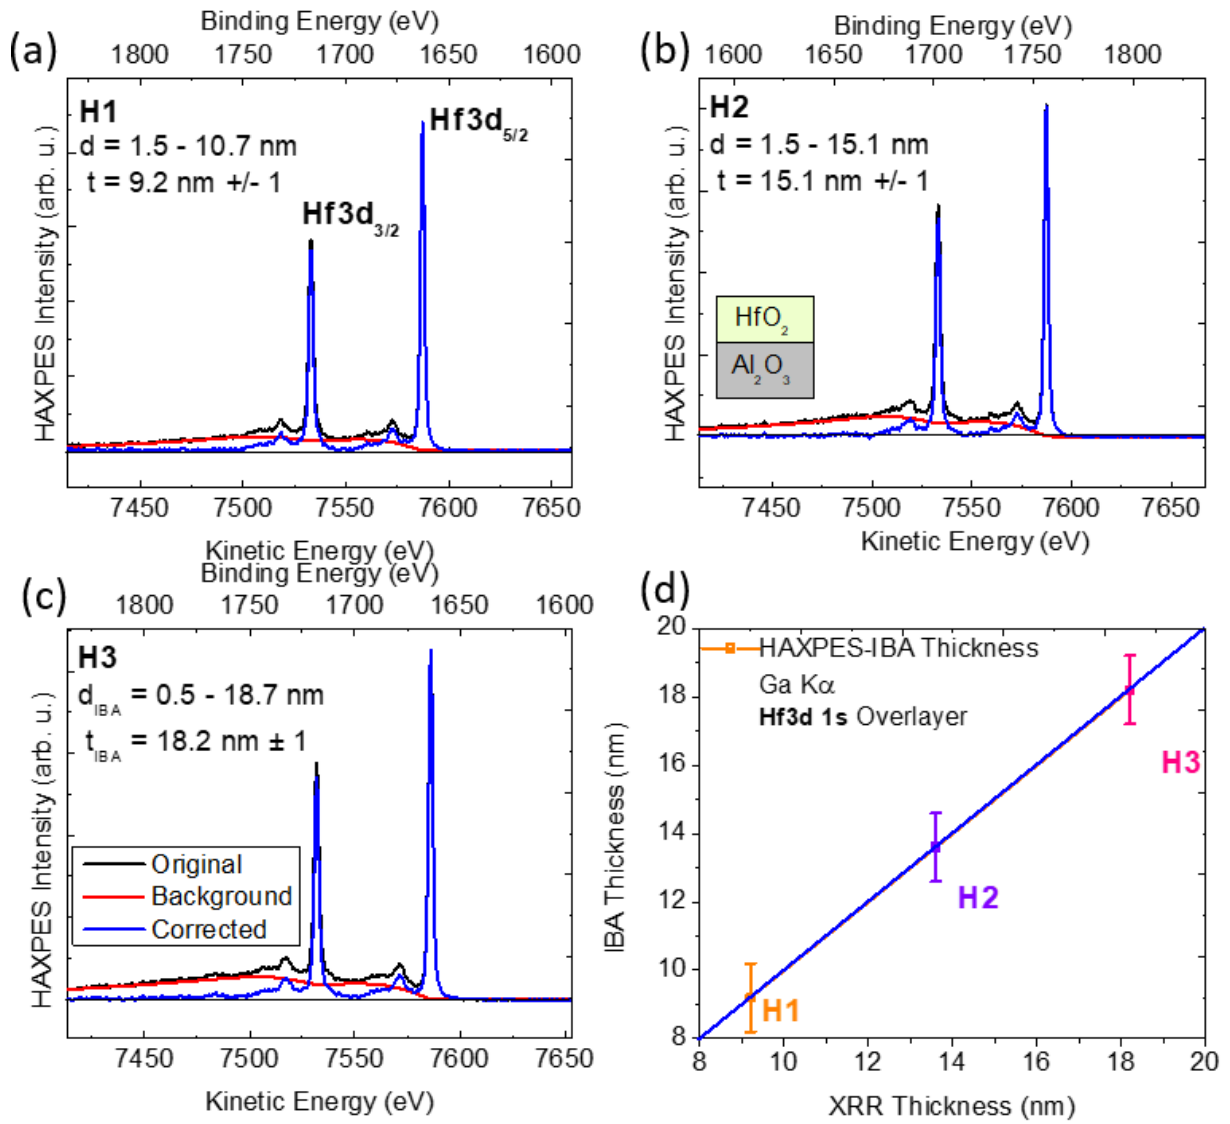 (a)
Binding Energy (eV)
1800 1750 1700 1650 1600
H1
d = 1.5 - 10.7 nm
t = 9.2 nm +/- 1
Hf3d5/2
Hf3d3/2
HAXPES Intensity (arb. u.)
7450 7500 7550 7600 7650
Kinetic Energy (eV)
(b)
Binding Energy (eV)
1600 1650 1700 1750 1800
H2
d = 1.5 - 15.1 nm
t = 15.1 nm +/- 1
HfO2
Al2O3
HAXPES Intensity (arb. u.)
7450 7500 7550 7600 7650
Kinetic Energy (eV)
(c)
Binding Energy (eV)
1800 1750 1700 1650 1600
H3
dIBA = 0.5 - 18.7 nm
tIBA = 18.2 nm ± 1
Original
Background
Corrected
HAXPES Intensity (arb. u.)
7450 7500 7550 7600 7650
Kinetic Energy (eV)
(d)
20
18
16
14
12
10
8
HAXPES-IBA Thickness
Ga Kα
Hf3d 1s Overlayer
H3
H2
H1
IBA Thickness (nm)
8 10 12 14 16 18 20
XRR Thickness (nm)